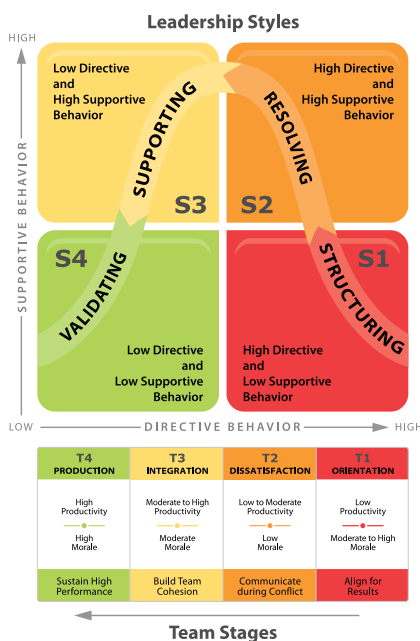 Leadership Styles
HIGH
SUPPORTIVE BEHAVIOR
Low Directive
and
High Supportive
Behavior
SUPPORTING
S3
High Directive
and
High Supportive
Behavior
RESOLVING
S2
S4
VALIDATING
Low Directive
and
Low Supportive
Behavior
S1
STRUCTURING
High Directive
and
Low Supportive
Behavior
LOW
DIRECTIVE BEHAVIOR
HIGH
T4
PRODUCTION
High
Productivity
High
Morale
Sustain High
Performance
T3
INTEGRATION
Moderate to High
Productivity
Moderate
Morale
Build Team
Cohesion
T2
DISSATISFACTION
Low to Moderate
Productivity
Low
Morale
Communicate
during Conflict
T1
ORIENTATION
Low
Productivity
Moderate to High
Morale
Align for
Results
Team Stages